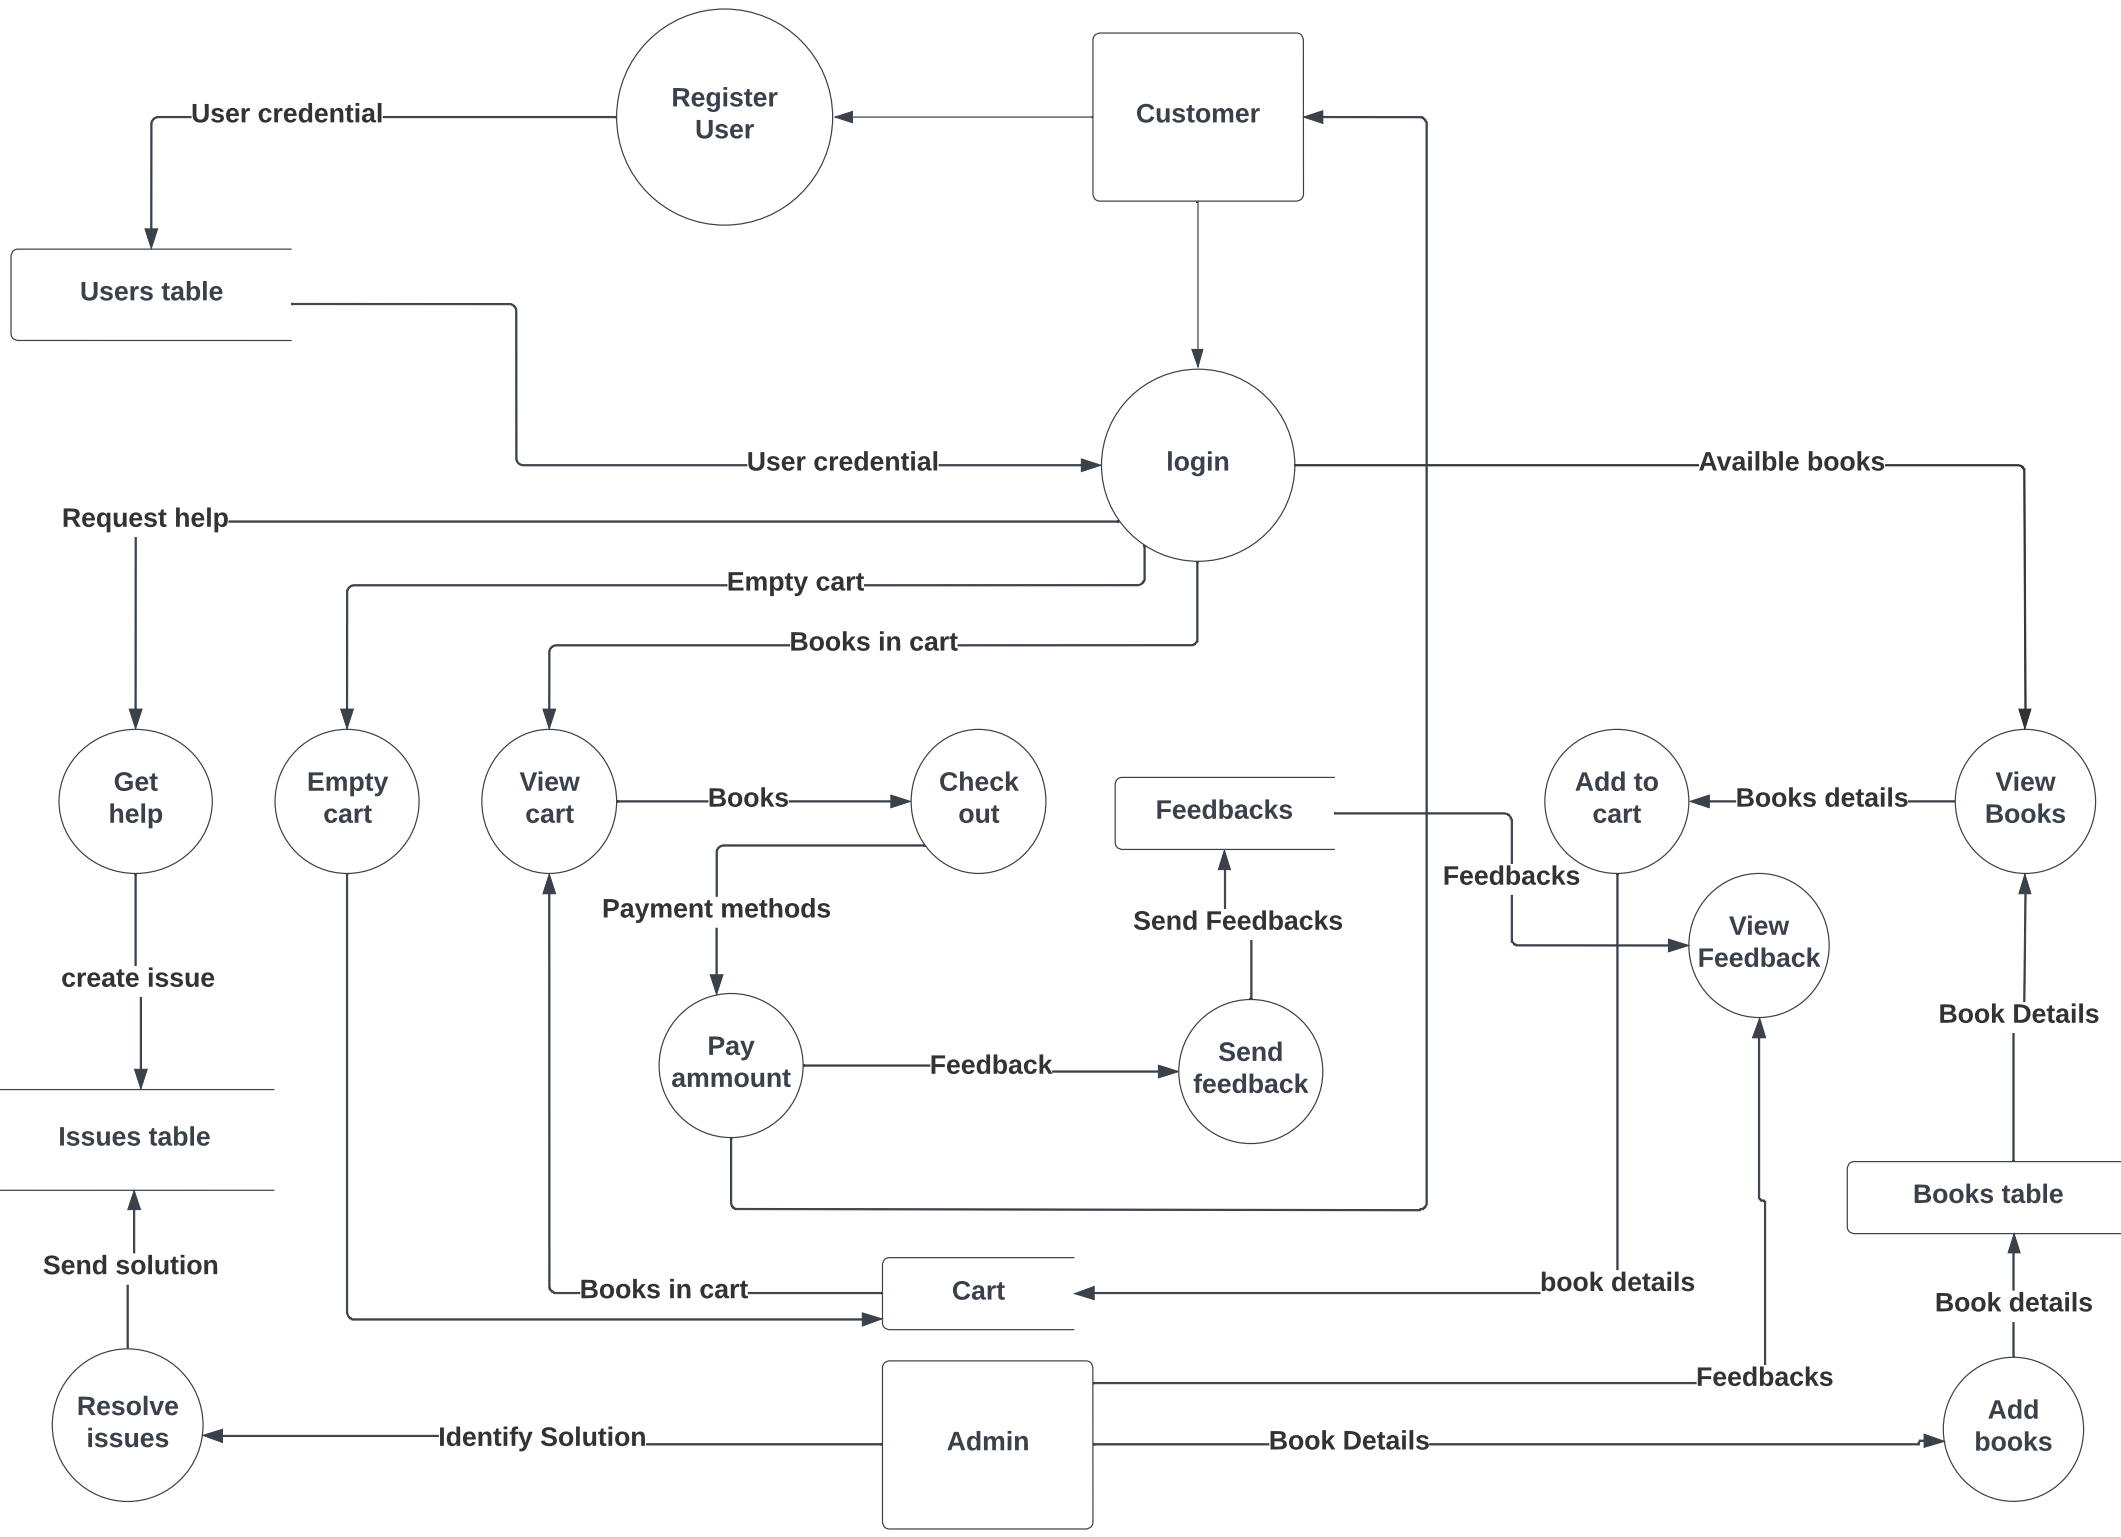 Register
User
Customer
User credential
Users table
User credential
login
Availble books
Request help
Empty cart
Books in cart
Get
help
Empty
cart
View
cart
Books
Check
out
Feedbacks
Add to
cart
Books details
View
Books
Feedbacks
Payment methods
Send Feedbacks
View
Feedback
create issue
Book Details
Pay
ammount
Feedback
Send
feedback
Issues table
Books table
Send solution
Books in cart
Cart
book details
Book details
Feedbacks
Resolve
issues
Identify Solution
Admin
Book Details
Add
books